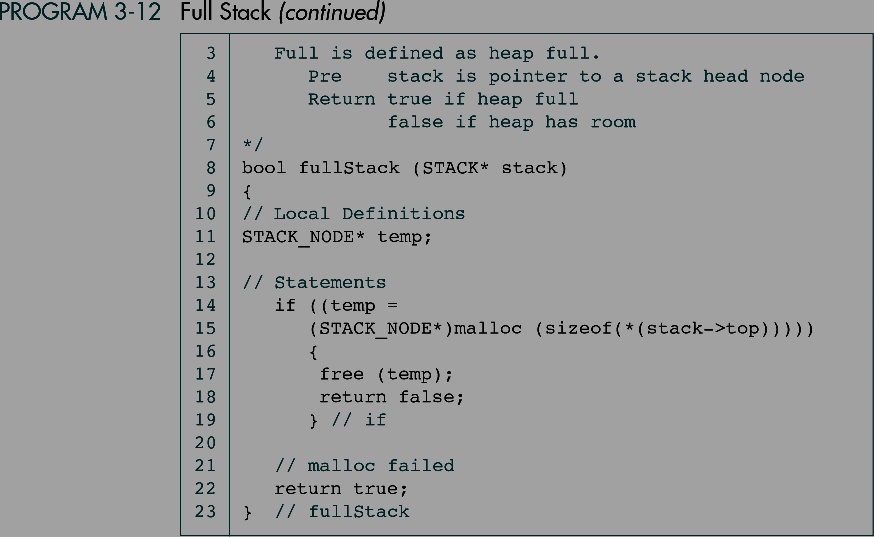 PROGRAM 3-12 Full Stack (continued)
3 Full is defined as heap full.
4 Pre stack is pointer to a stack head node
5 Return true if heap full
6 false if heap has room
7 */
8 bool fullStack (STACK* stack)
9 {
10 // Local Definitions
11 STACK_NODE* temp;
12
13 // Statements
14 if ((temp =
15 (STACK_NODE*)malloc (sizeof(*(stack->top)))))
16 {
17 free (temp);
18 return false;
19 } // if
20
21 // malloc failed
22 return true;
23 } // fullStack